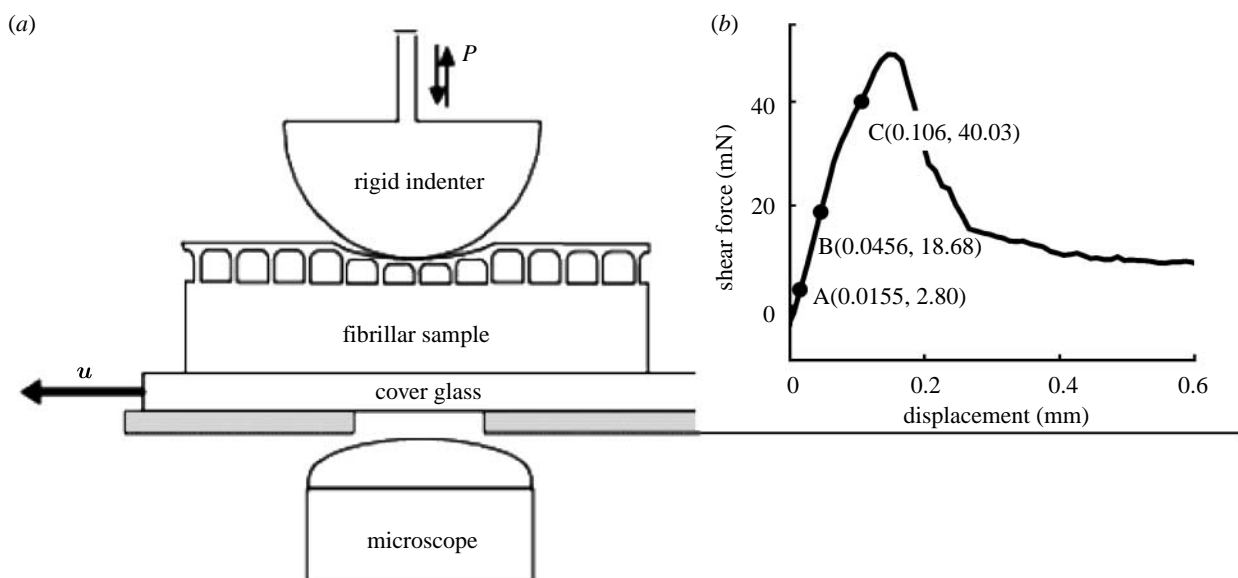 (a)
P
rigid indenter
fibrillar sample
u
cover glass
microscope
(b)
shear force (mN)
40
20
0
C(0.106, 40.03)
B(0.0456, 18.68)
A(0.0155, 2.80)
0 0.2 0.4 0.6
displacement (mm)